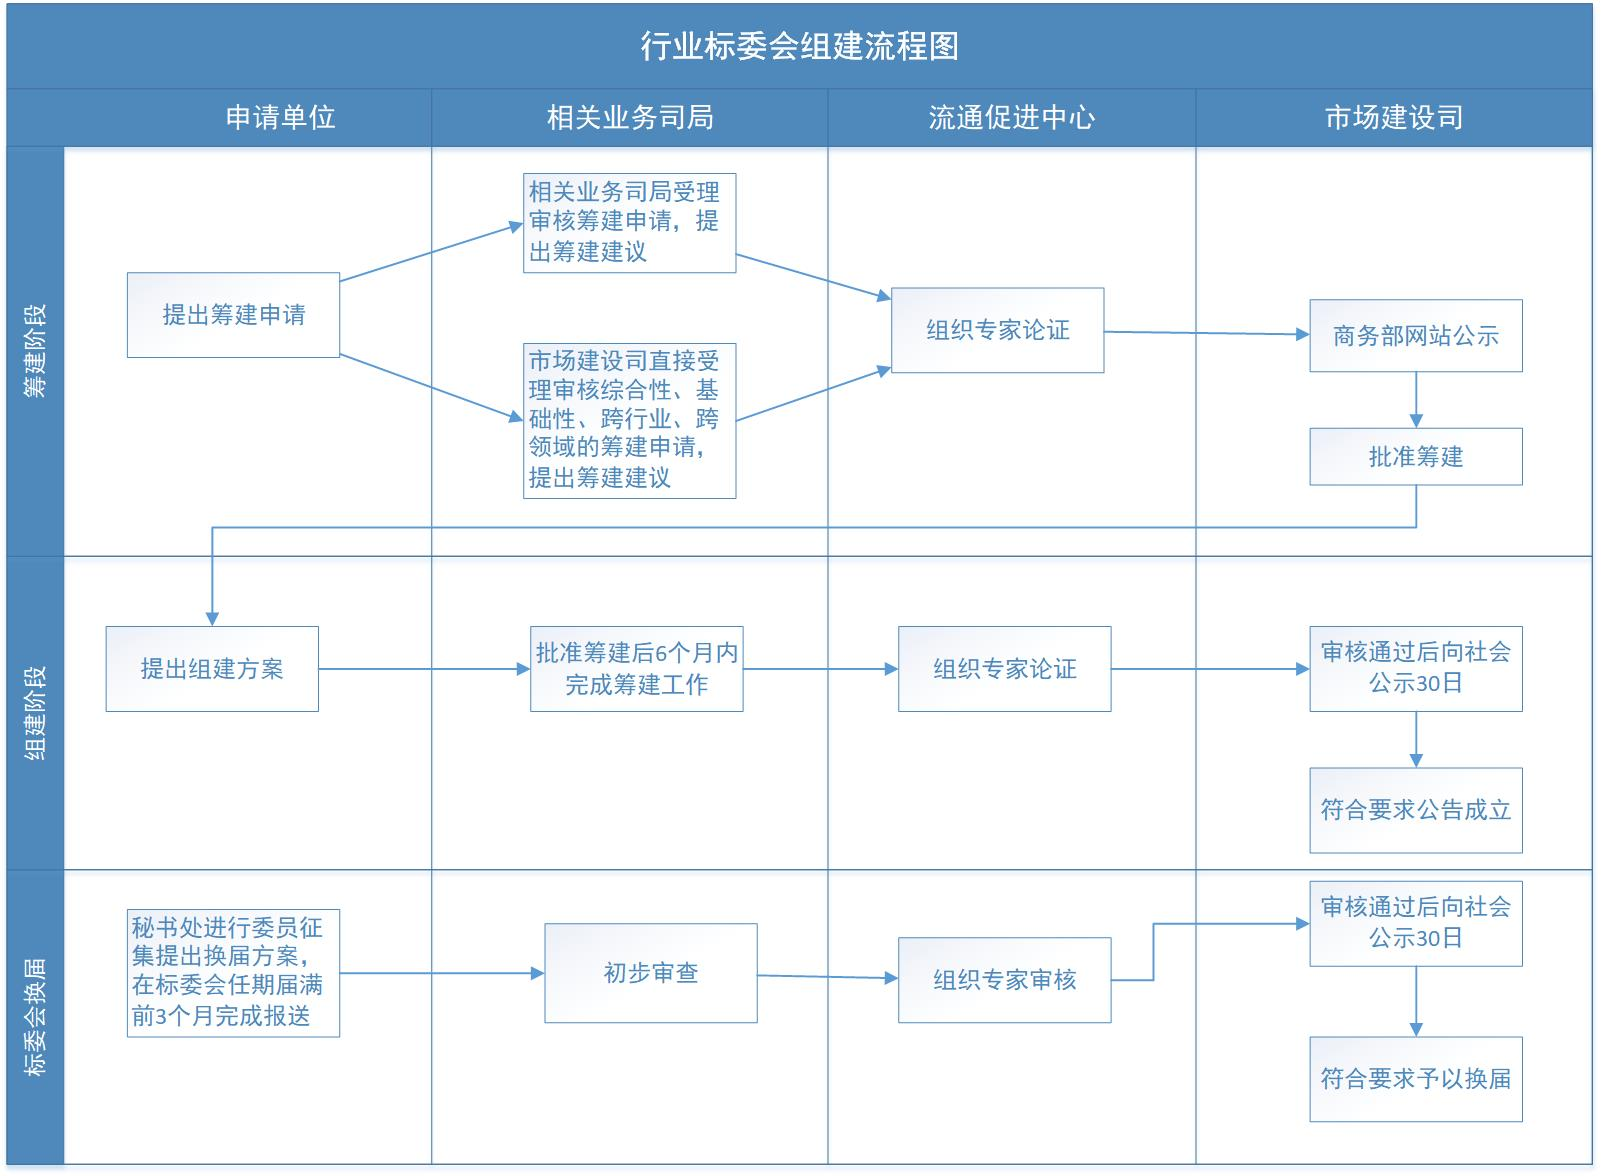 行业标委会组建流程图
申请单位
相关业务司局
流通促进中心
市场建设司
筹建阶段
提出筹建申请
相关业务司局受理
审核筹建申请，提
出筹建建议
市场建设司直接受
理审核综合性、基
础性、跨行业、跨
领域的筹建申请，
提出筹建建议
组织专家论证
商务部网站公示
批准筹建
组建阶段
提出组建方案
批准筹建后6个月内
完成筹建工作
组织专家论证
审核通过后向社会
公示30日
符合要求公告成立
标委会换届
秘书处进行委员征
集提出换届方案，
在标委会任期届满
前3个月完成报送
初步审查
组织专家审核
审核通过后向社会
公示30日
符合要求予以换届